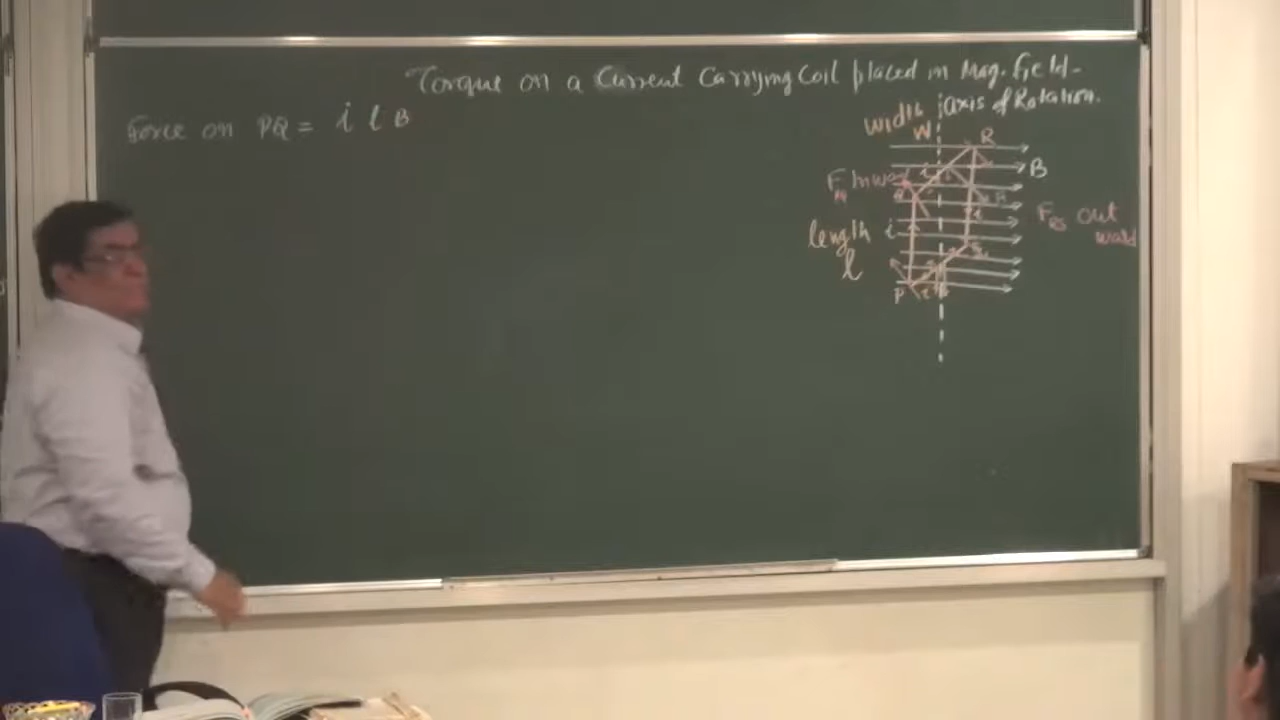 Torque on a Current Carrying Coil placed in Mag. field-
Force on PQ = i l B
axis of Rotation.
width
W
R
B
F Inward
F RS out
ward
length i
l
S
P